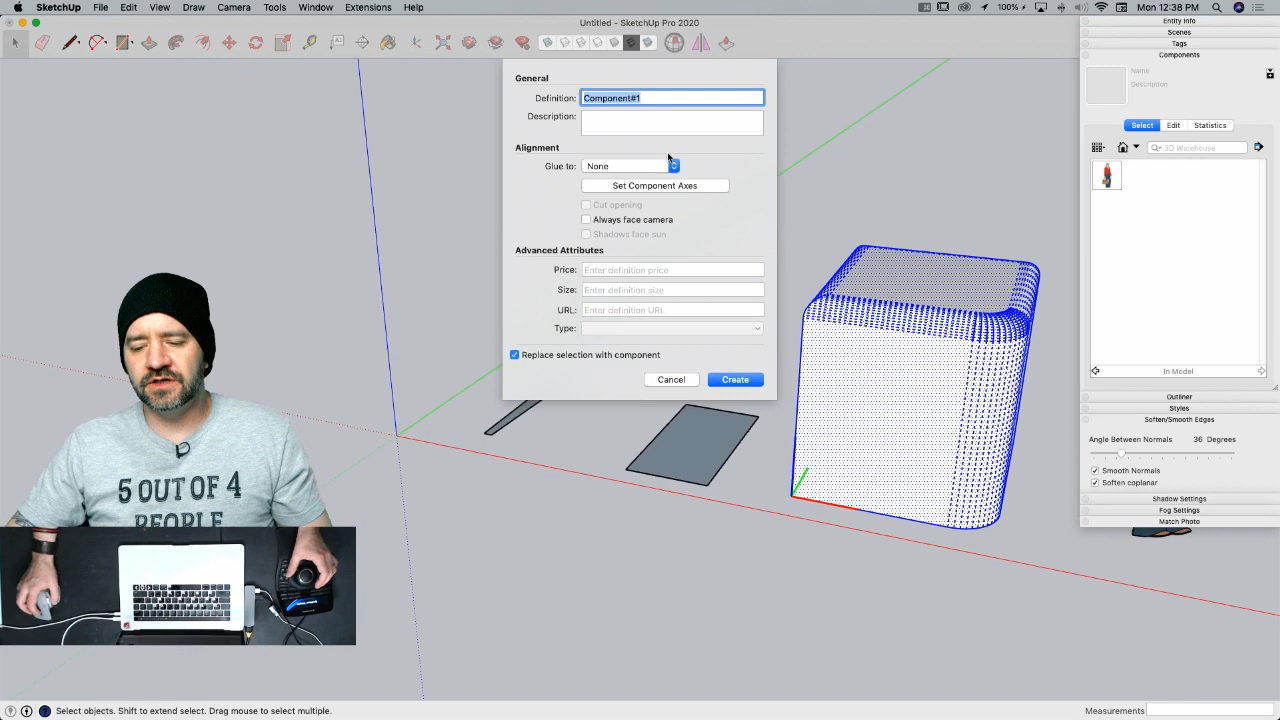 SketchUp File Edit View Draw Camera Tools Window Extensions Help
100% Mon 12:38 PM
Untitled - SketchUp Pro 2020
General
Definition: Component#1
Description:
Alignment
Glue to: None
Set Component Axes
Cut opening
Always face camera
Shadows face sun
Advanced Attributes
Price: Enter definition price
Size: Enter definition size
URL: Enter definition URL
Type:
Replace selection with component
Cancel Create
Entity Info
Scenes
Tags
Components
Name
Description
Select Edit Statistics
3D Warehouse
In Model
Outliner
Styles
Soften/Smooth Edges
Angle Between Normals 36 Degrees
Smooth Normals
Soften coplanar
Shadow Settings
Fog Settings
Match Photo
5 OUT OF 4
PEOPLE
Select objects. Shift to extend select. Drag mouse to select multiple.
Measurements